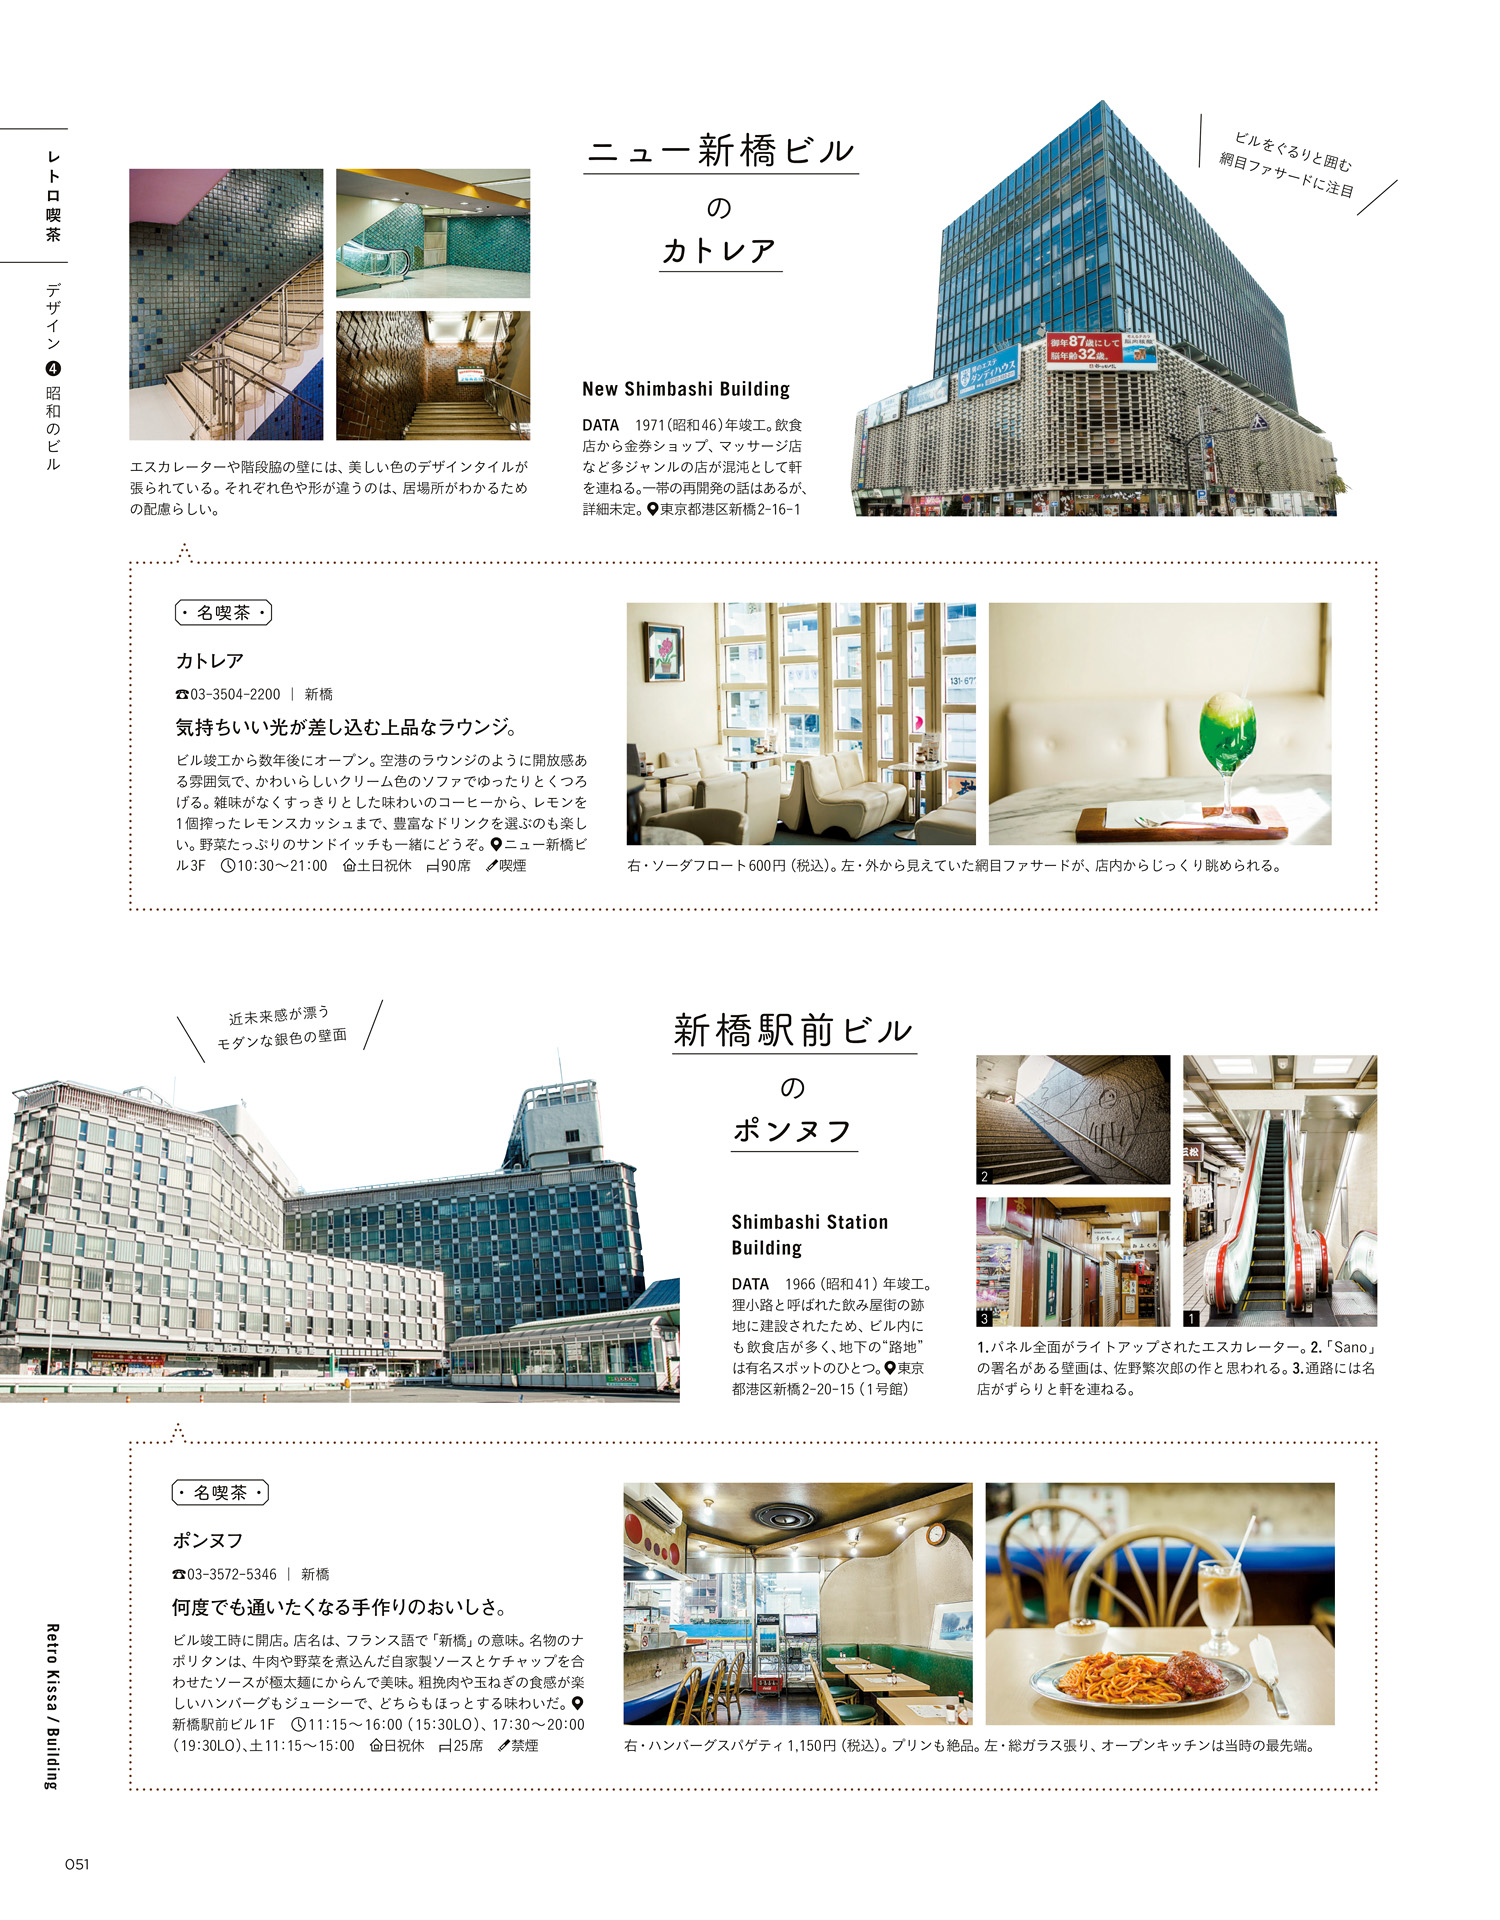 レトロ喫茶
デザイン ❹ 昭和のビル
ニュー新橋ビル
の
カトレア
ビルをぐるりと囲む
網目ファサードに注目
御年87歳にして
脳年齢32歳。
ダンディハウス
エスカレーターや階段脇の壁には、美しい色のデザインタイルが
張られている。それぞれ色や形が違うのは、居場所がわかるため
の配慮らしい。
New Shimbashi Building
DATA 1971(昭和46)年竣工。飲食
店から金券ショップ、マッサージ店
など多ジャンルの店が混沌として軒
を連ねる。一帯の再開発の話はあるが、
詳細未定。東京都港区新橋2-16-1
・名喫茶・
カトレア
☎03-3504-2200 | 新橋
気持ちいい光が差し込む上品なラウンジ。
ビル竣工から数年後にオープン。空港のラウンジのように開放感あ
る雰囲気で、かわいらしいクリーム色のソファでゆったりとくつろ
げる。雑味がなくすっきりとした味わいのコーヒーから、レモンを
1個搾ったレモンスカッシュまで、豊富なドリンクを選ぶのも楽し
い。野菜たっぷりのサンドイッチも一緒にどうぞ。ニュー新橋ビ
ル3F 10:30〜21:00 土日祝休 90席 喫煙
131-67
右・ソーダフロート600円(税込)。左・外から見えていた網目ファサードが、店内からじっくり眺められる。
近未来感が漂う
モダンな銀色の壁面
新橋駅前ビル
の
ポンヌフ
Shimbashi Station
Building
DATA 1966(昭和41)年竣工。
狸小路と呼ばれた飲み屋街の跡
地に建設されたため、ビル内に
も飲食店が多く、地下の“路地”
は有名スポットのひとつ。東京
都港区新橋2-20-15(1号館)
2
3
1
三松
うめちゃん
おふくろ
1.パネル全面がライトアップされたエスカレーター。2.「Sano」
の署名がある壁画は、佐野繁次郎の作と思われる。3.通路には名
店がずらりと軒を連ねる。
・名喫茶・
ポンヌフ
☎03-3572-5346 | 新橋
何度でも通いたくなる手作りのおいしさ。
ビル竣工時に開店。店名は、フランス語で「新橋」の意味。名物のナ
ポリタンは、牛肉や野菜を煮込んだ自家製ソースとケチャップを合
わせたソースが極太麺にからんで美味。粗挽肉や玉ねぎの食感が楽
しいハンバーグもジューシーで、どちらもほっとする味わいだ。
新橋駅前ビル1F 11:15〜16:00(15:30LO)、17:30〜20:00
(19:30LO)、土11:15〜15:00 日祝休 25席 禁煙
右・ハンバーグスパゲティ1,150円(税込)。プリンも絶品。左・総ガラス張り、オープンキッチンは当時の最先端。
Retro Kissa / Building
051